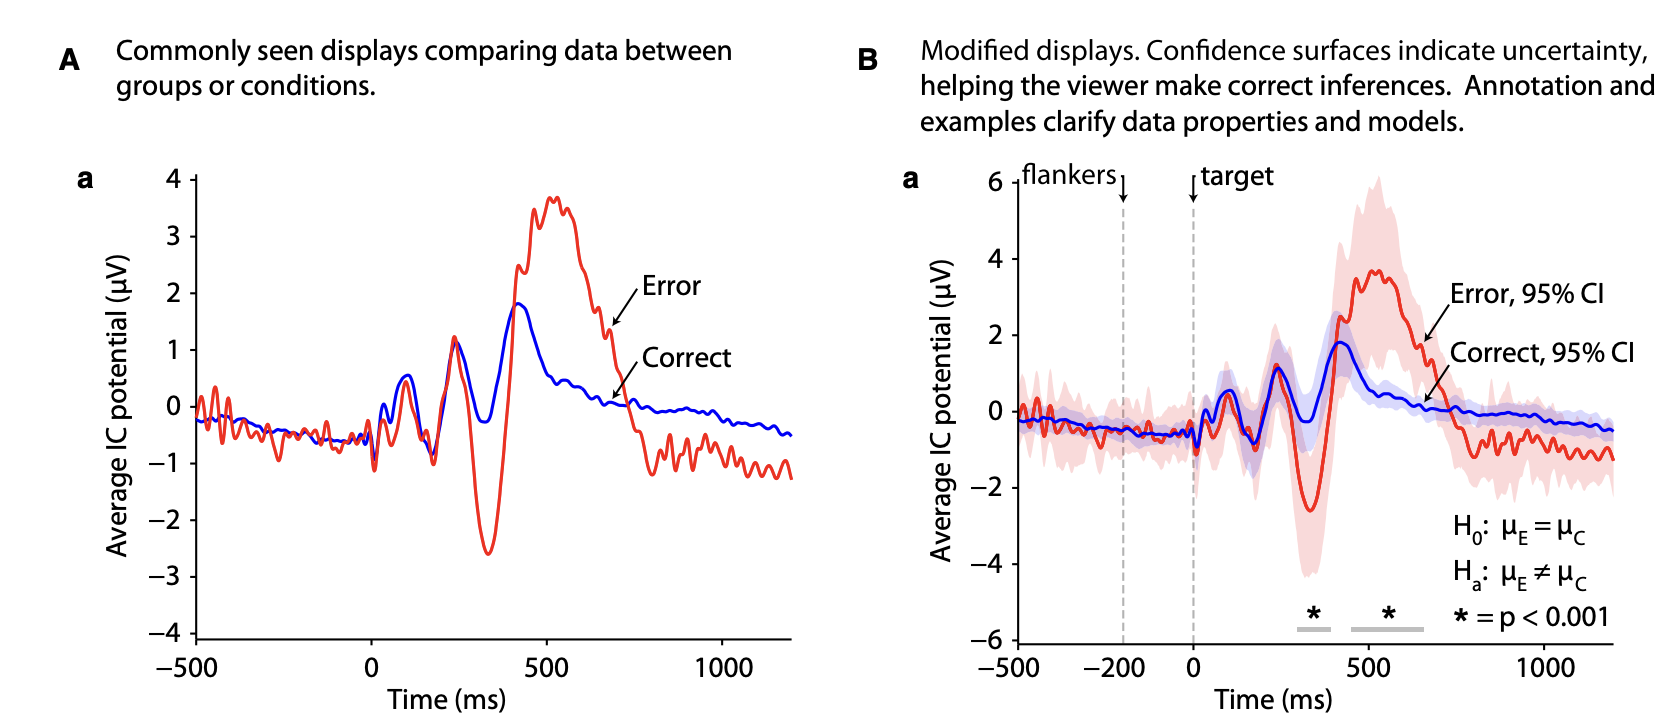 A
Commonly seen displays comparing data between
groups or conditions.
B
Modified displays. Confidence surfaces indicate uncertainty,
helping the viewer make correct inferences.  Annotation and
examples clarify data properties and models.
a
4
3
2
1
0
−1
−2
−3
−4
Average IC potential (µV)
Error
Correct
−500
0
500
1000
Time (ms)
a
flankers
target
6
4
2
0
−2
−4
−6
Average IC potential (µV)
Error, 95% CI
Correct, 95% CI
H0: µE = µC
Ha: µE ≠ µC
* = p < 0.001
*
*
−500
−200
0
500
1000
Time (ms)